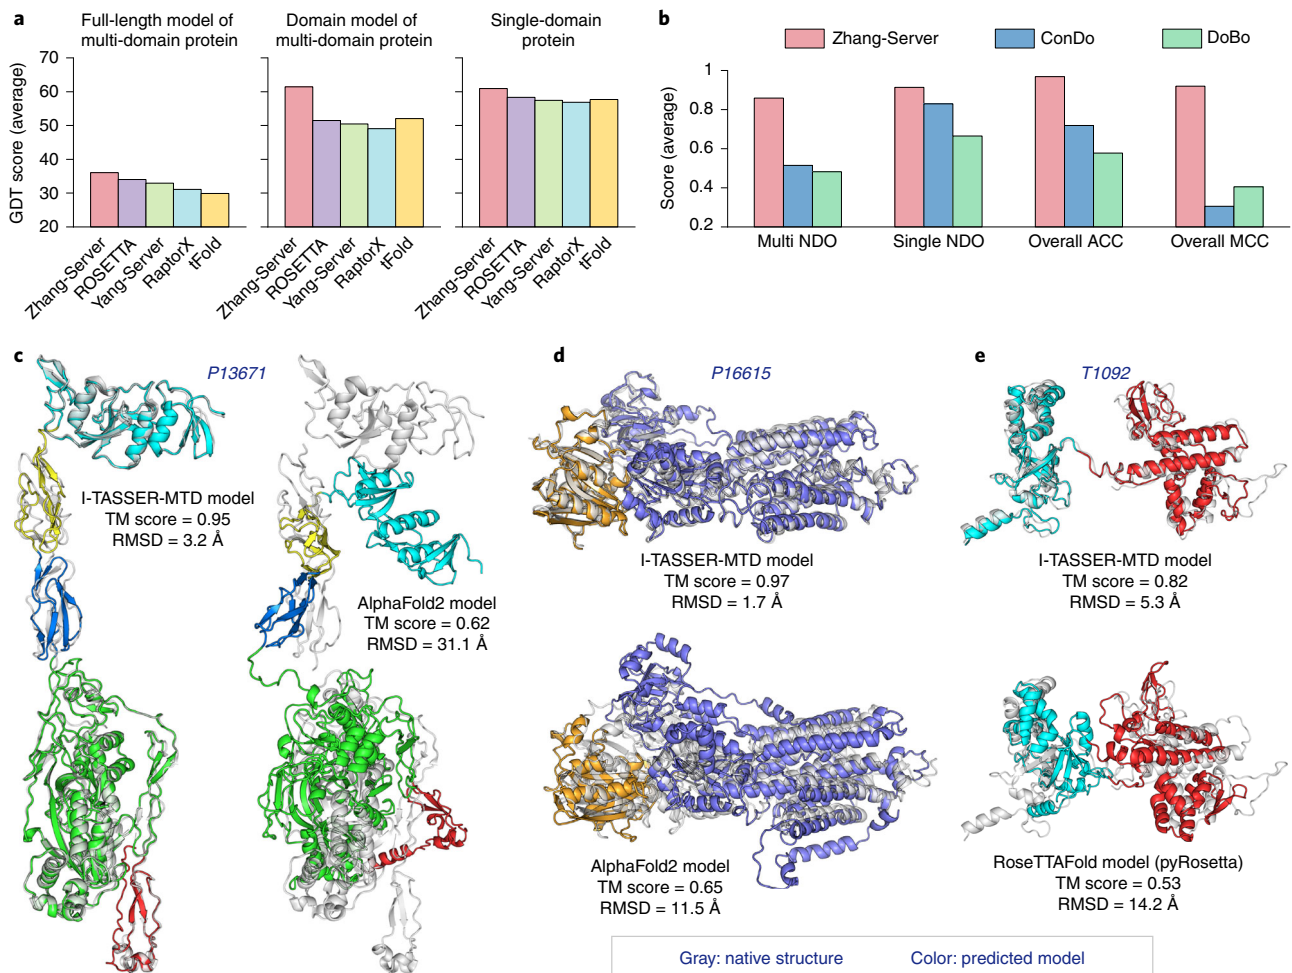 a
Full-length model of
multi-domain protein
Domain model of
multi-domain protein
Single-domain
protein
GDT score (average)
70
60
50
40
30
20
Zhang-Server
ROSETTA
Yang-Server
RaptorX
tFold
Zhang-Server
ROSETTA
Yang-Server
RaptorX
tFold
Zhang-Server
ROSETTA
Yang-Server
RaptorX
tFold
b
Zhang-Server
ConDo
DoBo
Score (average)
1
0.8
0.6
0.4
0.2
Multi NDO
Single NDO
Overall ACC
Overall MCC
c
P13671
I-TASSER-MTD model
TM score = 0.95
RMSD = 3.2 Å
AlphaFold2 model
TM score = 0.62
RMSD = 31.1 Å
d
P16615
I-TASSER-MTD model
TM score = 0.97
RMSD = 1.7 Å
AlphaFold2 model
TM score = 0.65
RMSD = 11.5 Å
e
T1092
I-TASSER-MTD model
TM score = 0.82
RMSD = 5.3 Å
RoseTTAFold model (pyRosetta)
TM score = 0.53
RMSD = 14.2 Å
Gray: native structure
Color: predicted model